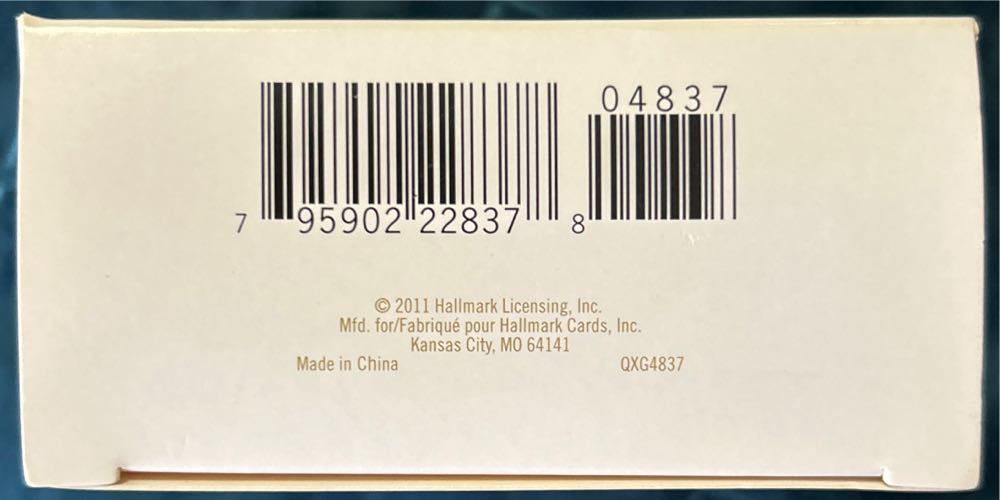 04837
7 95902 22837 8
© 2011 Hallmark Licensing, Inc.
Mfd. for/Fabriqué pour Hallmark Cards, Inc.
Kansas City, MO 64141
Made in China QXG4837